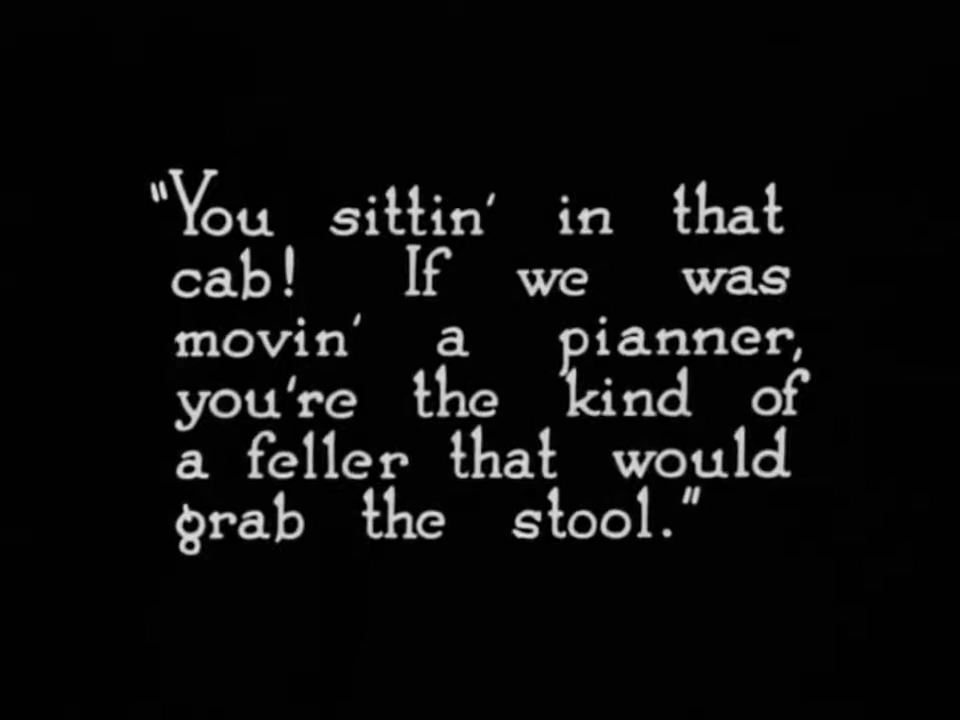 "You sittin' in that
cab! If we was
movin' a pianner,
you're the kind of
a feller that would
grab the stool."